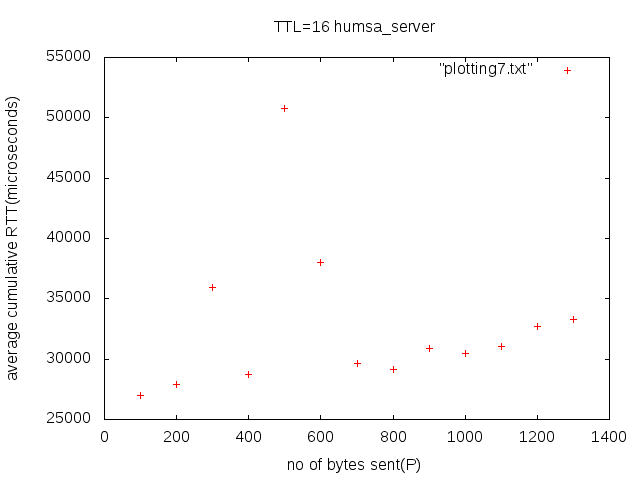 TTL=16 humsa_server
"plotting7.txt"
55000
50000
45000
40000
35000
30000
25000
average cumulative RTT(microseconds)
0 200 400 600 800 1000 1200 1400
no of bytes sent(P)